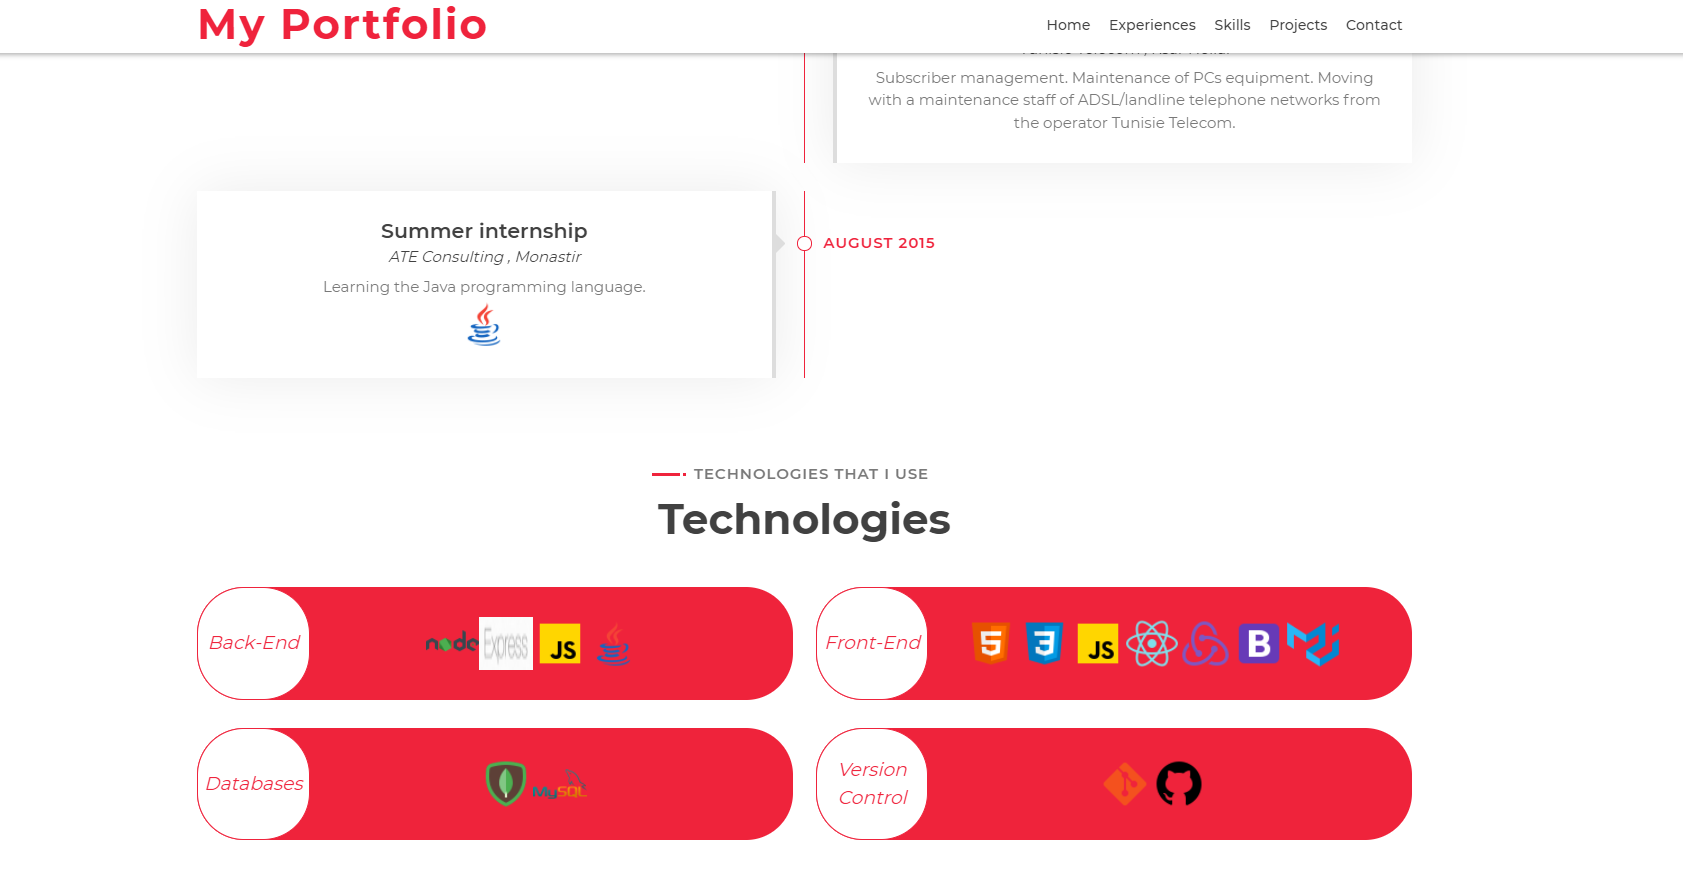 My Portfolio
Home Experiences Skills Projects Contact
Subscriber management. Maintenance of PCs equipment. Moving
with a maintenance staff of ADSL/landline telephone networks from
the operator Tunisie Telecom.
Summer internship
ATE Consulting , Monastir
Learning the Java programming language.
AUGUST 2015
TECHNOLOGIES THAT I USE
Technologies
Back-End
node
Express
JS
Front-End
5
3
JS
B
Databases
MySQL
Version
Control